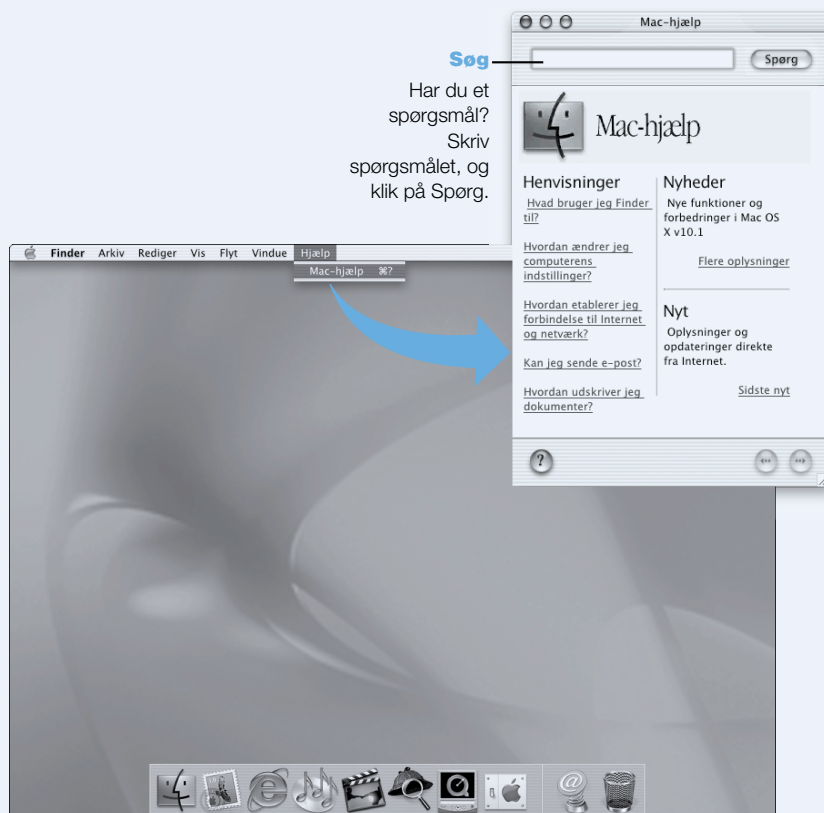 Søg
Har du et
spørgsmål?
Skriv
spørgsmålet, og
klik på Spørg.
Mac-hjælp
Spørg
Mac-hjælp
Henvisninger
Hvad bruger jeg Finder
til?
Hvordan ændrer jeg
computerens
indstillinger?
Hvordan etablerer jeg
forbindelse til Internet
og netværk?
Kan jeg sende e-post?
Hvordan udskriver jeg
dokumenter?
Nyheder
Nye funktioner og
forbedringer i Mac OS
X v10.1
Flere oplysninger
Nyt
Oplysninger og
opdateringer direkte
fra Internet.
Sidste nyt
?
Finder Arkiv Rediger Vis Flyt Vindue Hjælp
Mac-hjælp ⌘?
@